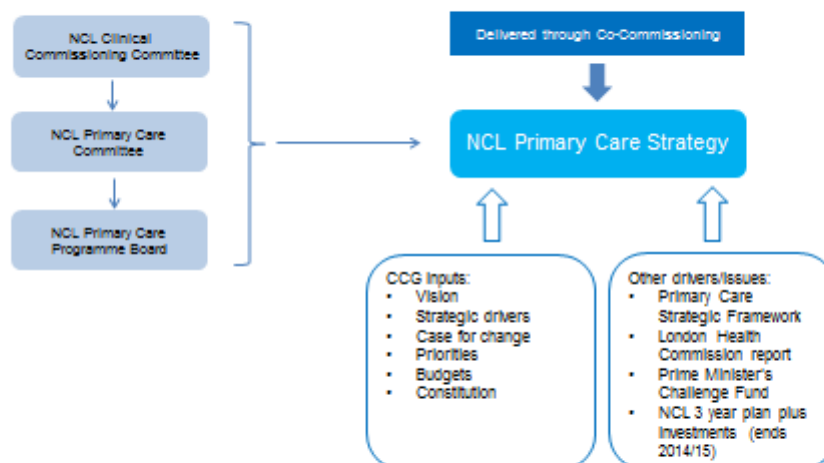 NCL Clinical
Commissioning Committee
NCL Primary Care
Committee
NCL Primary Care
Programme Board
Delivered through Co-Commissioning
NCL Primary Care Strategy
CCG Inputs:
• Vision
• Strategic drivers
• Case for change
• Priorities
• Budgets
• Constitution
Other drivers/issues:
• Primary Care
Strategic Framework
• London Health
Commission report
• Prime Minister's
Challenge Fund
• NCL 3 year plan plus
Investments (ends
2014/15)